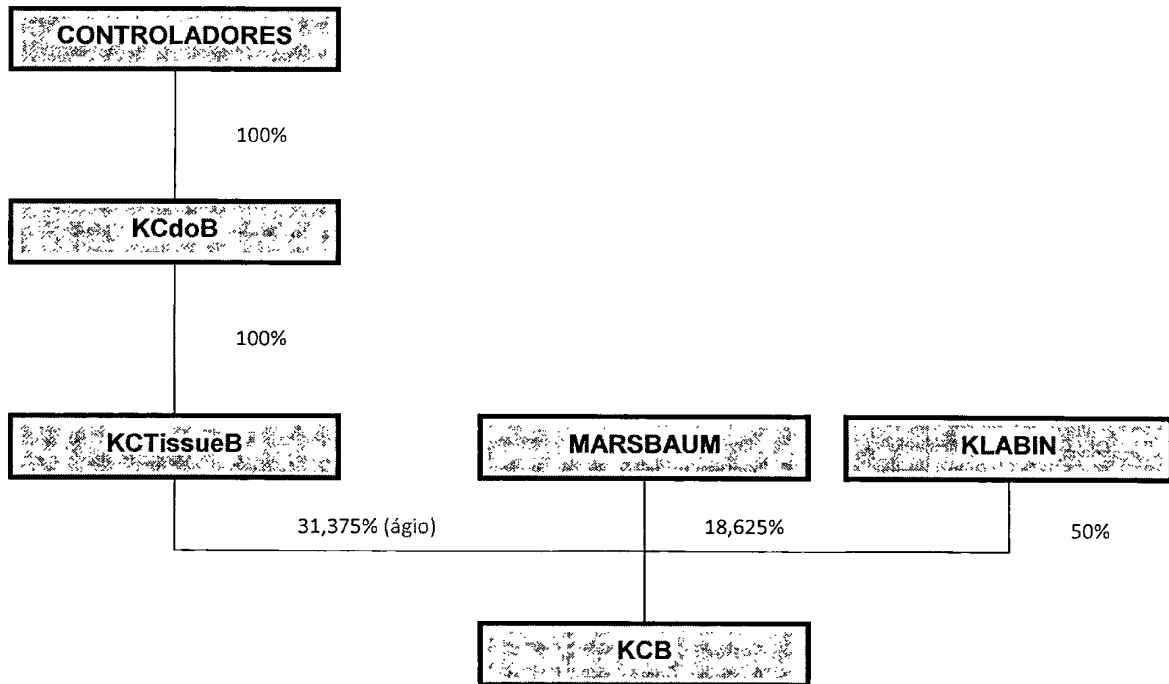 CONTROLADORES
100%
KCdoB
100%
KCTissueB
MARSBAUM
KLABIN
31,375% (ágio)
18,625%
50%
KCB